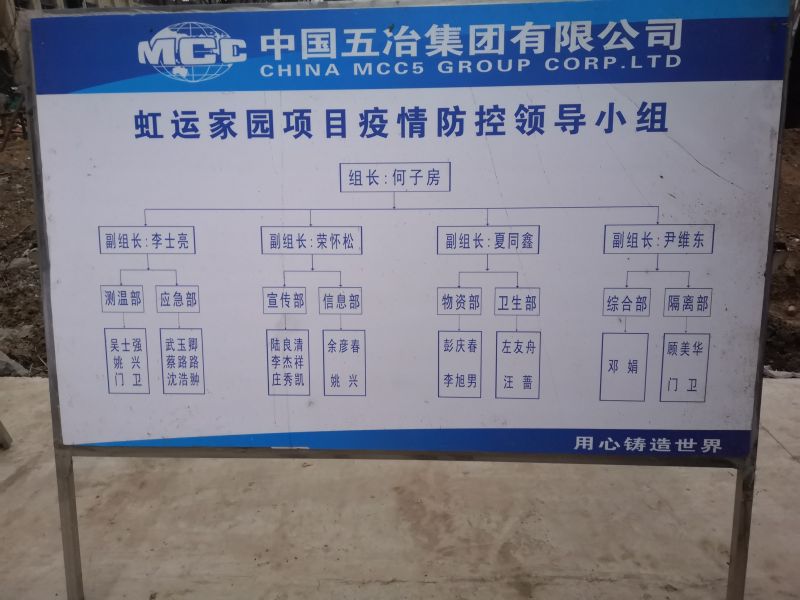 MCC 中国五冶集团有限公司
CHINA MCC5 GROUP CORP.LTD
虹运家园项目疫情防控领导小组
组长:何子房
副组长:李士亮 副组长:荣怀松 副组长:夏同鑫 副组长:尹维东
测温部 应急部 宣传部 信息部 物资部 卫生部 综合部 隔离部
吴士强
姚兴
门卫
武玉卿
蔡路路
沈浩翀
陆良清
李杰祥
庄秀凯
余彦春
姚兴
彭庆春
李旭男
左友舟
汪蔷
邓娟
顾美华
门卫
用心铸造世界